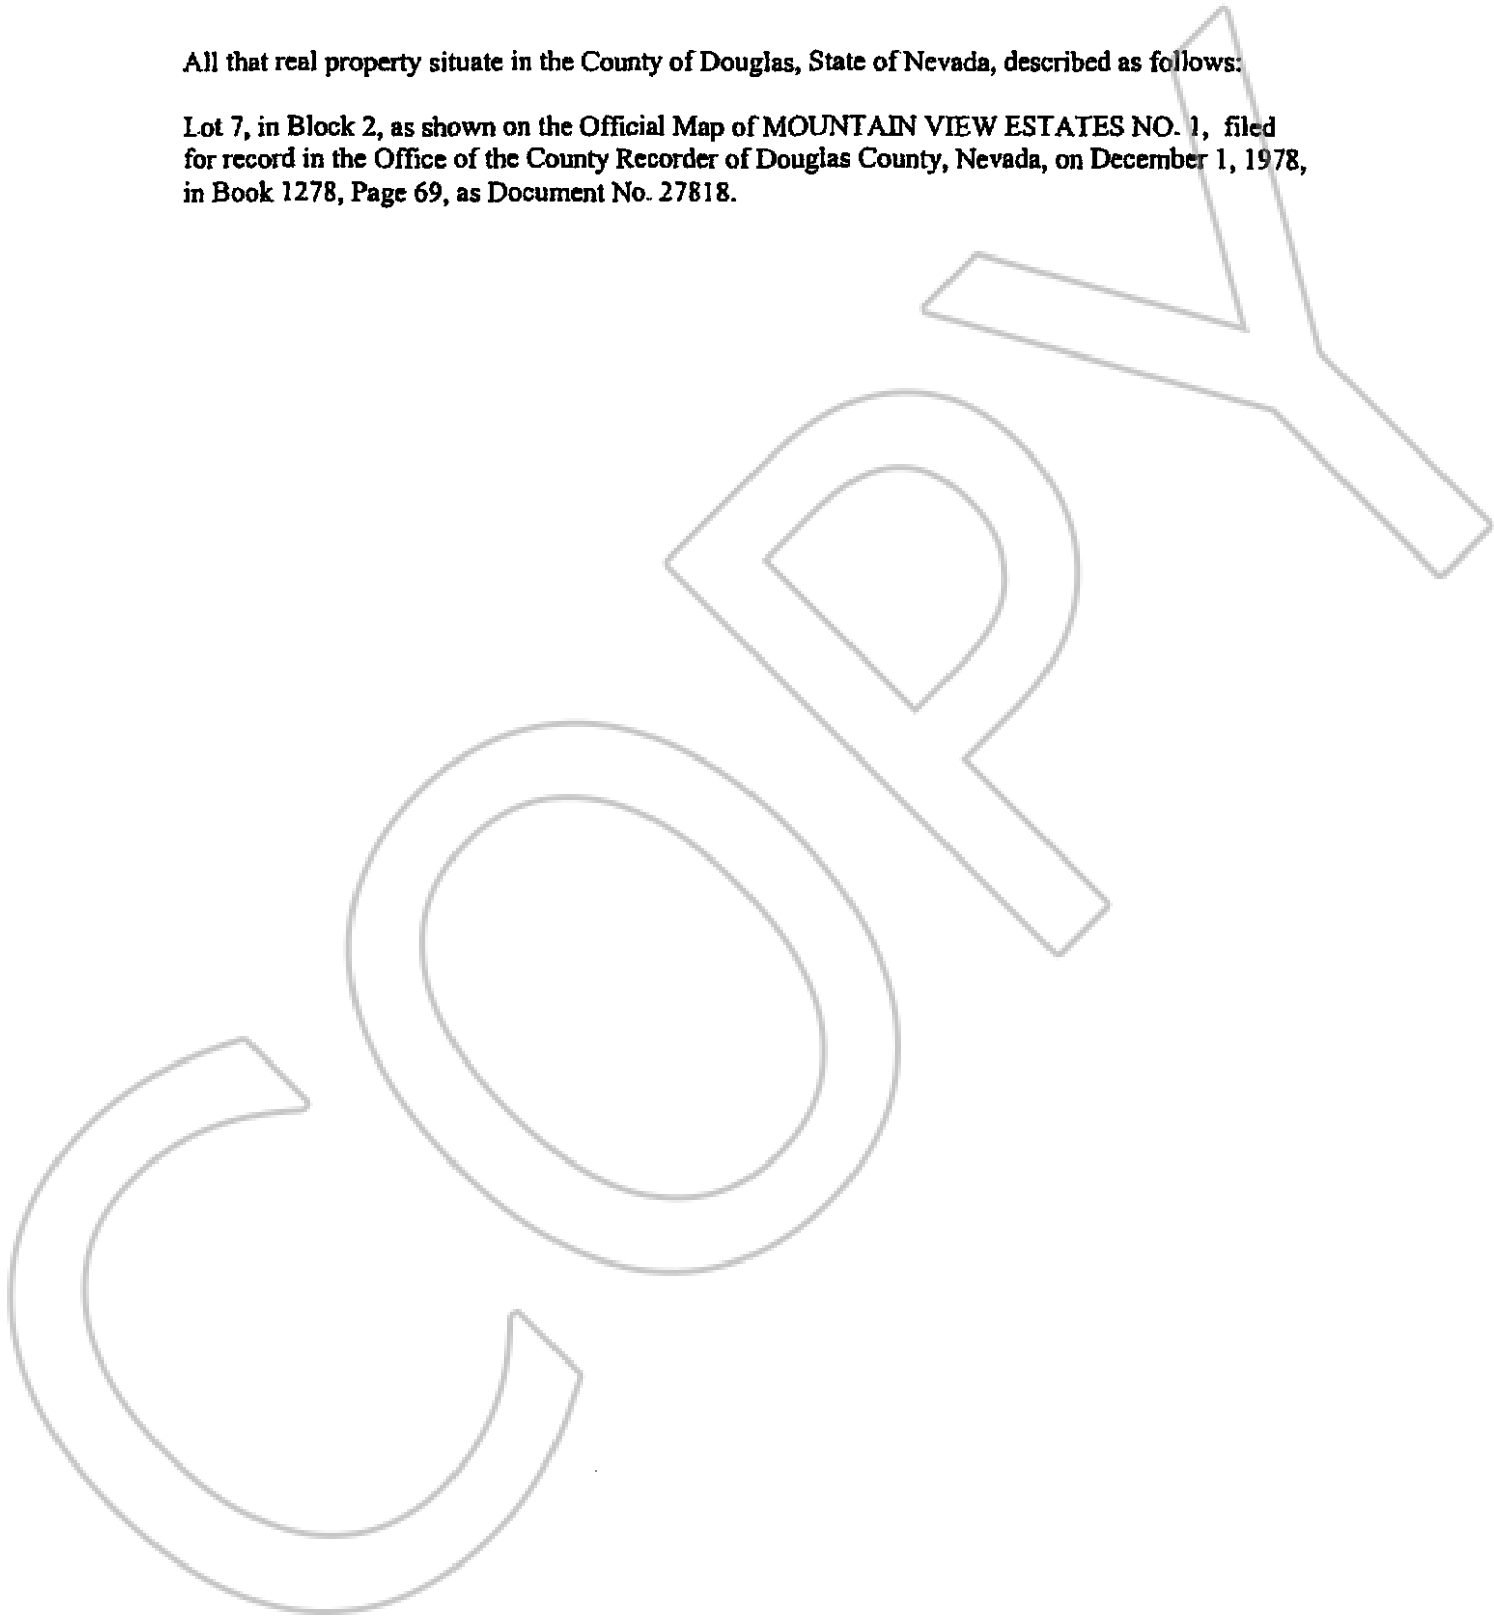 All that real property situate in the County of Douglas, State of Nevada, described as follows:
Lot 7, in Block 2, as shown on the Official Map of MOUNTAIN VIEW ESTATES NO. 1, filed
for record in the Office of the County Recorder of Douglas County, Nevada, on December 1, 1978,
in Book 1278, Page 69, as Document No. 27818.
COPY